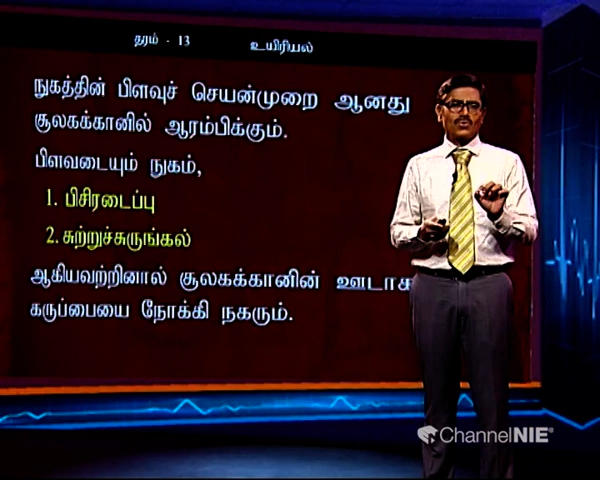 தரம் - 13 உயிரியல்
நுகத்தின் பிளவுச் செயன்முறை ஆனது
சூலகக்கானில் ஆரம்பிக்கும்.
பிளவடையும் நுகம்,
1. பிசிரடைப்பு
2. சுற்றுச்சுருங்கல்
ஆகியவற்றினால் சூலகக்கானின் ஊடாக
கருப்பையை நோக்கி நகரும்.
ChannelNIE